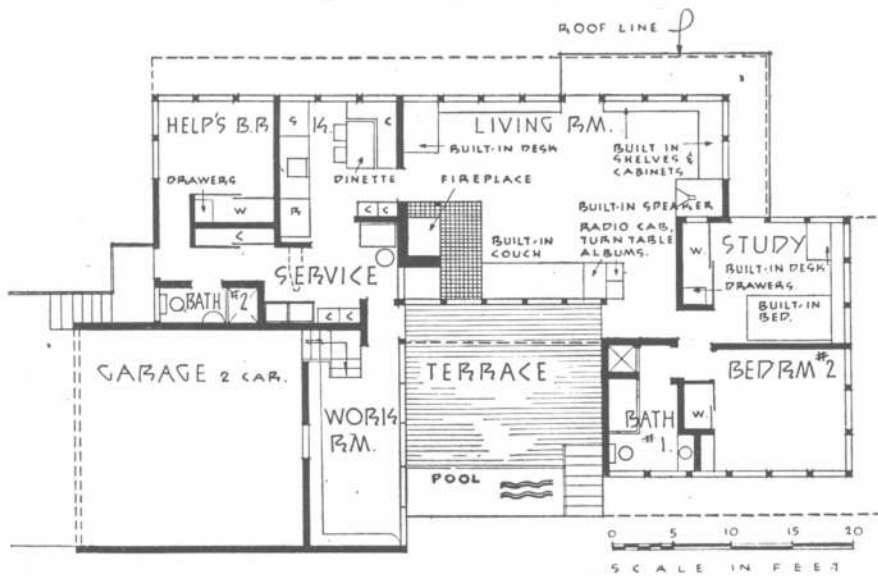 ROOF LINE
HELP'S B.R
S
K.
C
LIVING RM.
BUILT-IN DESK
BUILT IN
SHELVES &
CABINETS
DRAWERS
DINETTE
FIREPLACE
W
R
C C
BUILT-IN SPEAKER
RADIO CAB,
TURN TABLE
ALBUMS.
C
BUILT-IN
COUCH
W.
STUDY
BUILT-IN DESK
DRAWERS
BUILT-IN
BED.
SERVICE
BATH #2
C C
GARAGE 2 CAR.
TERRACE
BEDRM #2
WORK
RM.
W.
BATH
#1.
POOL
0 5 10 15 20
SCALE IN FEET